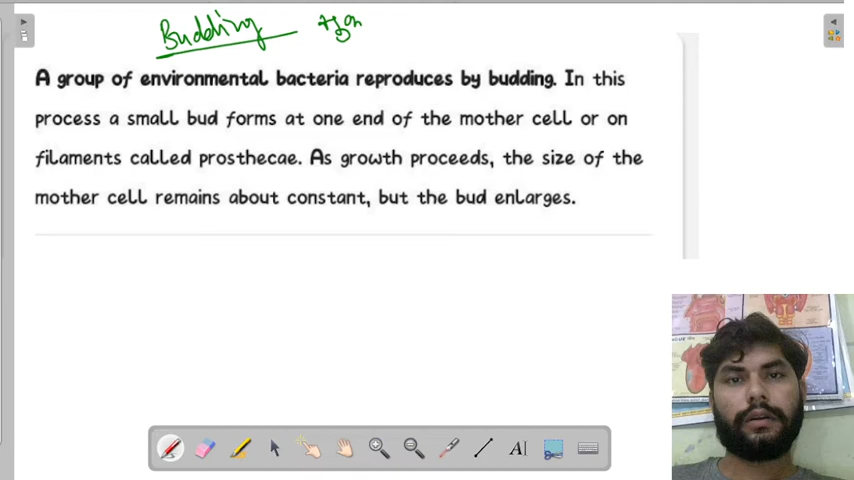 Budding
A group of environmental bacteria reproduces by budding. In this
process a small bud forms at one end of the mother cell or on
filaments called prosthecae. As growth proceeds, the size of the
mother cell remains about constant, but the bud enlarges.
A